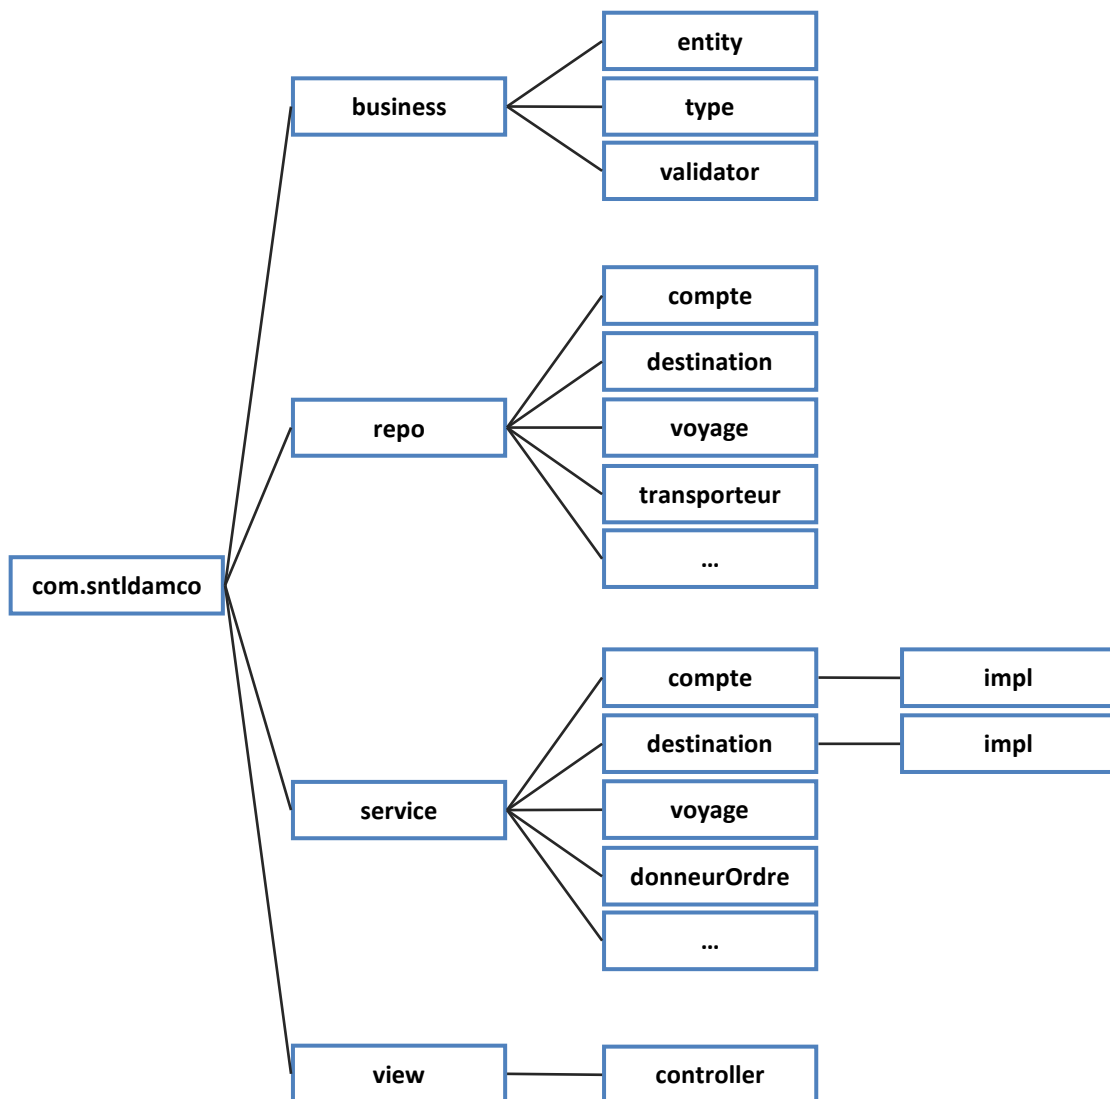 entity
business
type
validator
compte
destination
repo
voyage
transporteur
...
com.sntldamco
compte
impl
destination
impl
service
voyage
donneurOrdre
...
view
controller